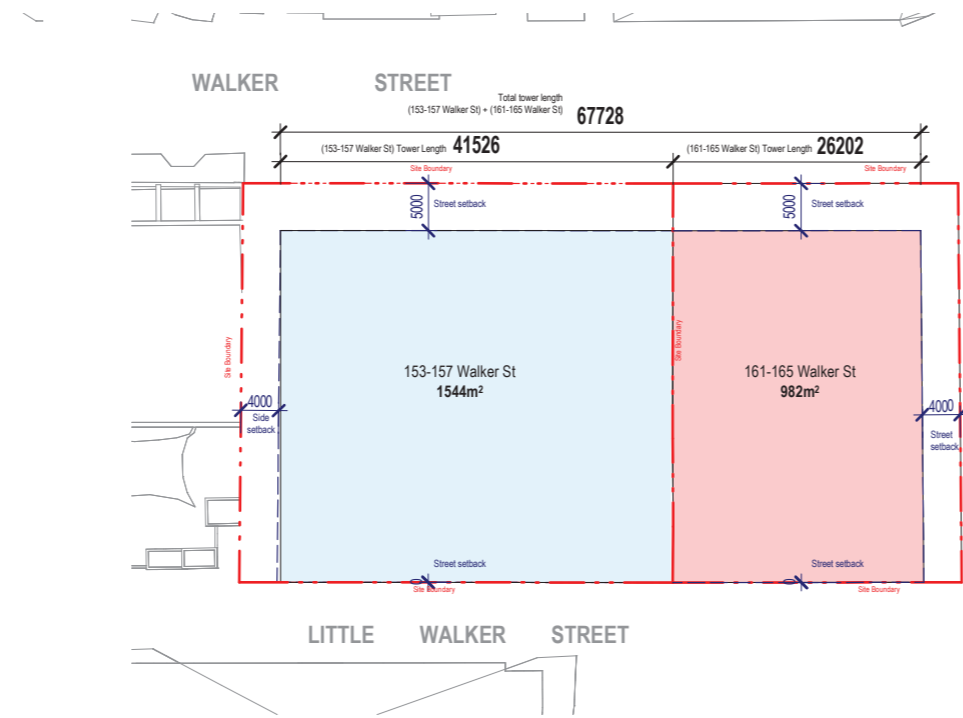 WALKER STREET
Total tower length
(153-157 Walker St) + (161-165 Walker St) 67728
(153-157 Walker St) Tower Length 41526
(161-165 Walker St) Tower Length 26202
Site Boundary
Site Boundary
5000
Street setback
5000
Street setback
Site Boundary
Site Boundary
153-157 Walker St
1544m²
161-165 Walker St
982m²
4000
Side
setback
4000
Street
setback
Street setback
0
Street setback
0
Site Boundary
Site Boundary
LITTLE WALKER STREET